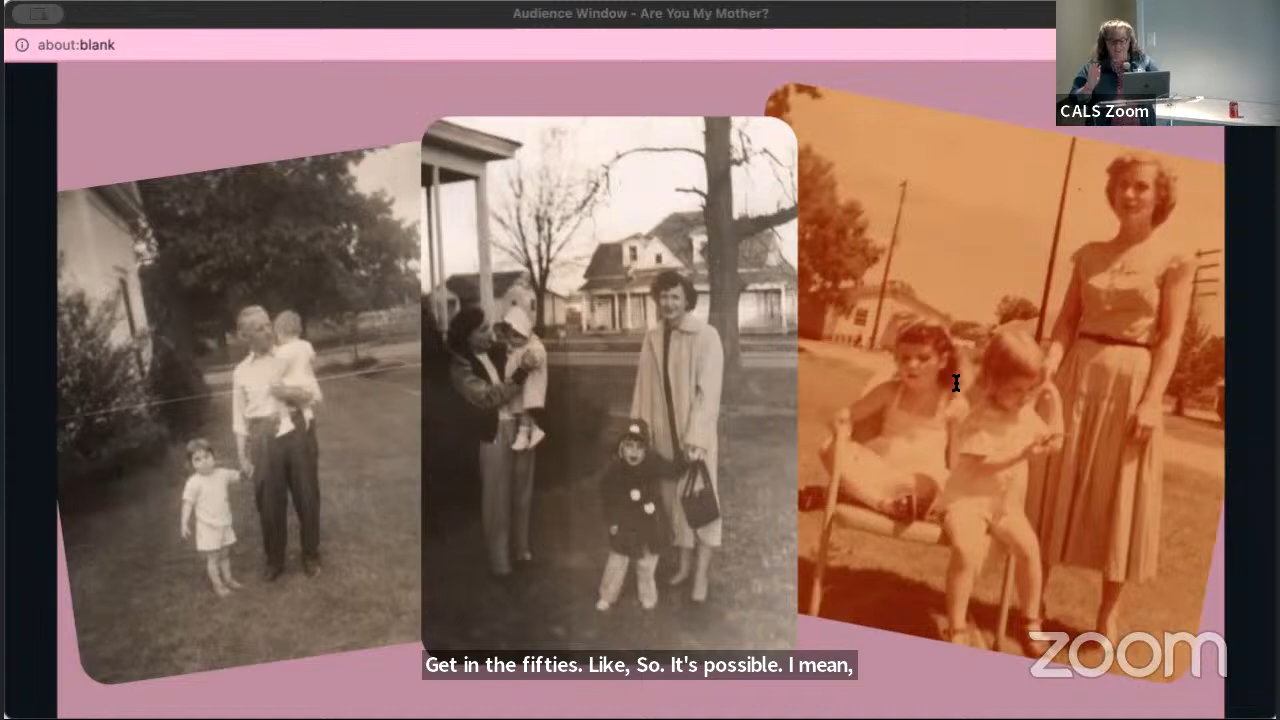 Audience Window - Are You My Mother?
about:blank
CALS Zoom
Get in the fifties. Like, So. It's possible. I mean,
zoom